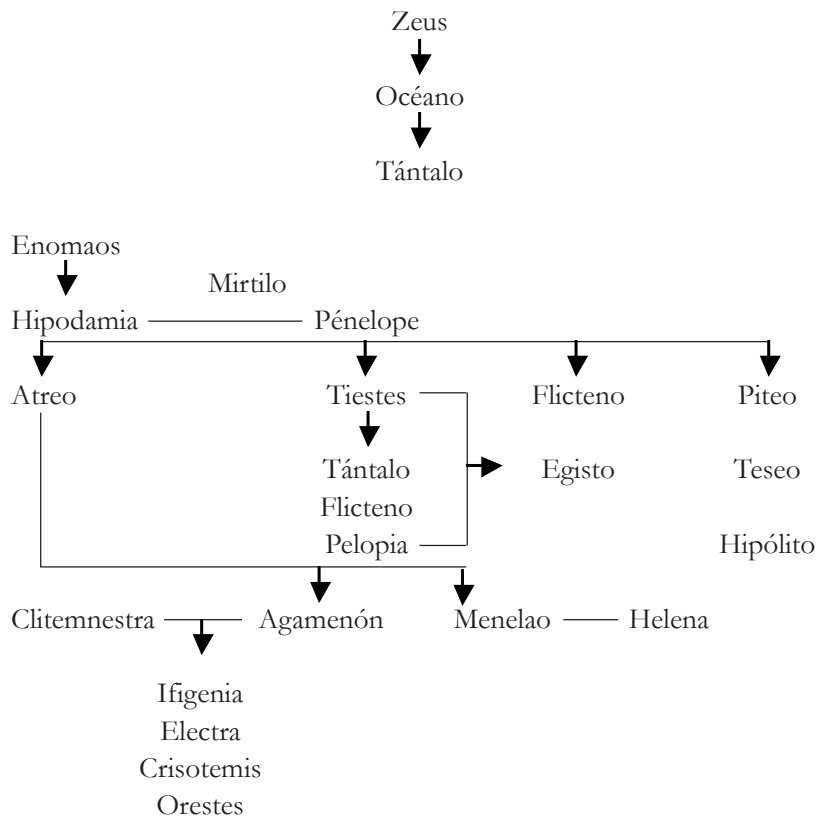 Zeus
Océano
Tántalo
Enomaos
Mirtilo
Hipodamia Pénelope
Atreo Tiestes Flicteno Piteo
Tántalo Egisto Teseo
Flicteno
Pelopia Hipólito
Clitemnestra Agamenón Menelao Helena
Ifigenia
Electra
Crisotemis
Orestes